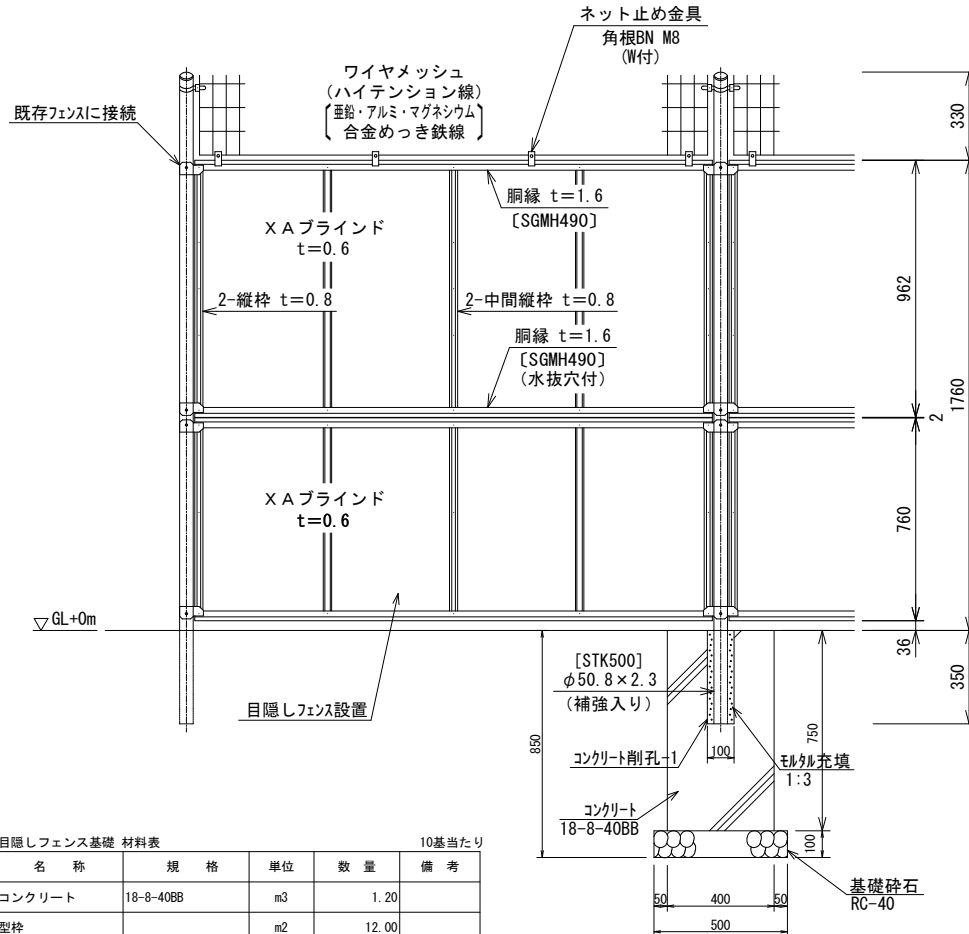 ネット止め金具
角根BN M8
(W付)
ワイヤメッシュ
(ハイテンション線)
亜鉛・アルミ・マグネシウム
合金めっき鉄線
既存フェンスに接続
330
胴縁 t=1.6
[SGMH490]
XAブラインド
t=0.6
962
2-縦枠 t=0.8
2-中間縦枠 t=0.8
胴縁 t=1.6
[SGMH490]
(水抜穴付)
2
1760
XAブラインド
t=0.6
760
▽GL+0m
36
[STK500]
φ50.8×2.3
(補強入り)
350
目隠しフェンス設置
850
750
コンクリート削孔-1
100
モルタル充填
1:3
コンクリート
18-8-40BB
100
基礎砕石
RC-40
50
400
50
500
目隠しフェンス基礎 材料表 10基当たり
名 称 規 格 単位 数 量 備 考
コンクリート 18-8-40BB m3 1.20
型枠 m2 12.00